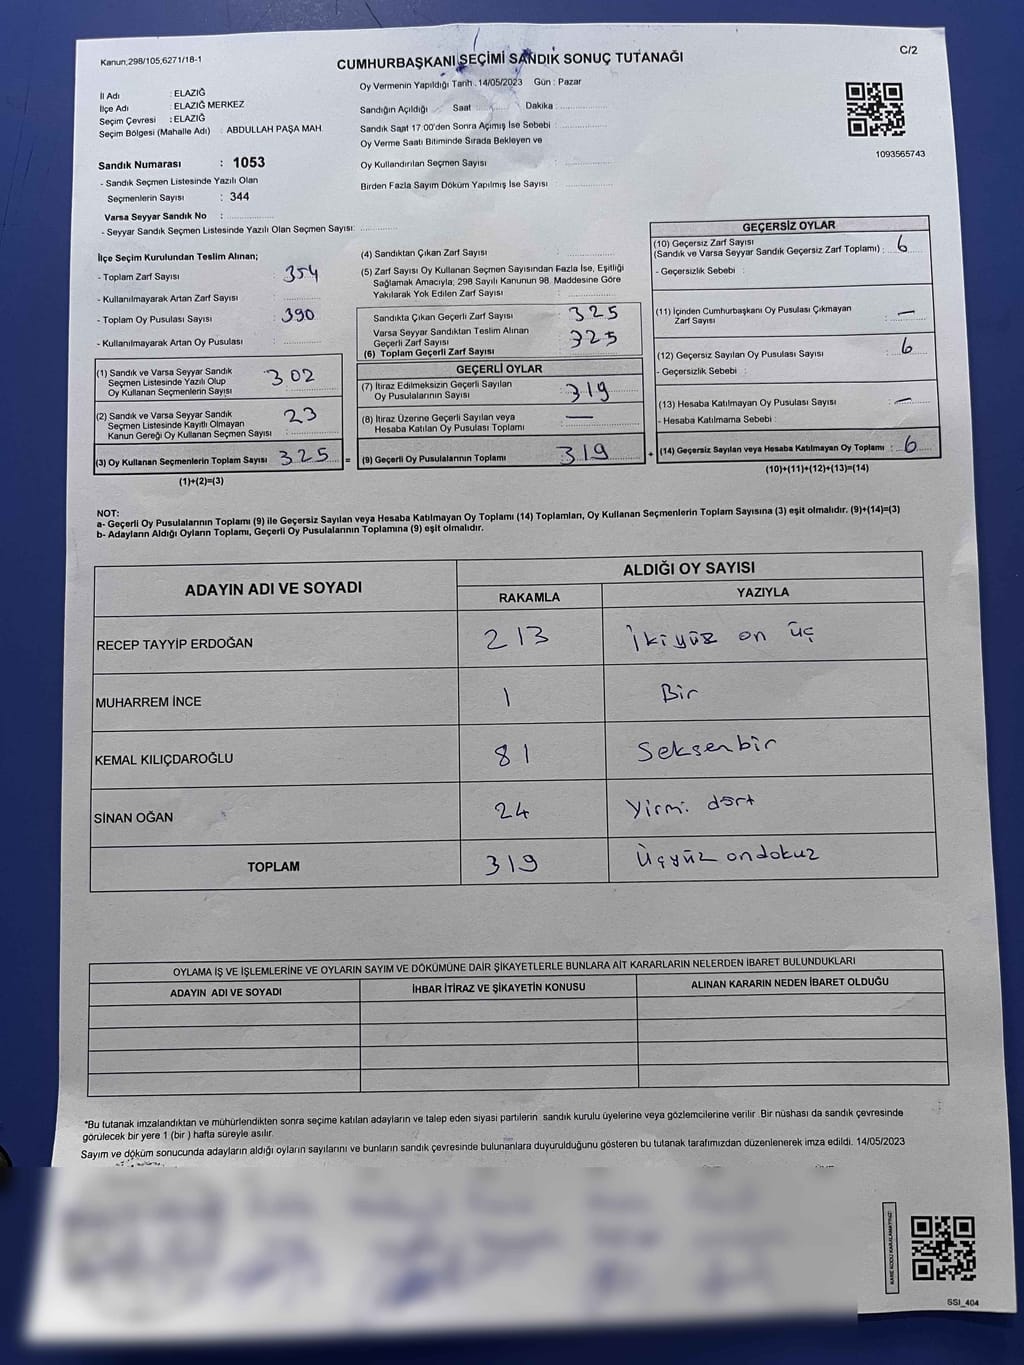 Kanun;298/105,6271/18-1
CUMHURBAŞKANI SEÇİMİ SANDIK SONUÇ TUTANAĞI
C/2
İl Adı : ELAZIĞ
İlçe Adı : ELAZIĞ MERKEZ
Seçim Çevresi : ELAZIĞ
Seçim Bölgesi (Mahalle Adı) : ABDULLAH PAŞA MAH.
Sandık Numarası : 1053
- Sandık Seçmen Listesinde Yazılı Olan
Seçmenlerin Sayısı : 344
Varsa Seyyar Sandık No :
- Seyyar Sandık Seçmen Listesinde Yazılı Olan Seçmen Sayısı:
Oy Vermenin Yapıldığı Tarih : 14/05/2023 Gün : Pazar
Sandığın Açıldığı Saat : Dakika :
Sandık Saat 17.00'den Sonra Açımış İse Sebebi :
Oy Verme Saati Bitiminde Sırada Bekleyen ve
Oy Kullandırılan Seçmen Sayısı :
Birden Fazla Sayım Döküm Yapılmış İse Sayısı :
1093565743
İlçe Seçim Kurulundan Teslim Alınan;
- Toplam Zarf Sayısı : 354
- Kullanılmayarak Artan Zarf Sayısı :
- Toplam Oy Pusulası Sayısı : 390
- Kullanılmayarak Artan Oy Pusulası :
(1) Sandık ve Varsa Seyyar Sandık
Seçmen Listesinde Yazılı Olup
Oy Kullanan Seçmenlerin Sayısı : 302
(2) Sandık ve Varsa Seyyar Sandık
Seçmen Listesinde Kayıtlı Olmayan
Kanun Gereği Oy Kullanan Seçmen Sayısı : 23
(3) Oy Kullanan Seçmenlerin Toplam Sayısı : 325 =
(1)+(2)=(3)
(4) Sandıktan Çıkan Zarf Sayısı :
(5) Zarf Sayısı Oy Kullanan Seçmen Sayısından Fazla İse, Eşitliği
Sağlamak Amacıyla; 298 Sayılı Kanunun 98. Maddesine Göre
Yakılarak Yok Edilen Zarf Sayısı :
Sandıkta Çıkan Geçerli Zarf Sayısı : 325
Varsa Seyyar Sandıktan Teslim Alınan
Geçerli Zarf Sayısı : 325
(6) Toplam Geçerli Zarf Sayısı
GEÇERLİ OYLAR
(7) İtiraz Edilmeksizin Geçerli Sayılan
Oy Pusulalarının Sayısı : 319
(8) İtiraz Üzerine Geçerli Sayılan veya
Hesaba Katılan Oy Pusulası Toplamı : —
(9) Geçerli Oy Pusulalarının Toplamı : 319 +
GEÇERSİZ OYLAR
(10) Geçersiz Zarf Sayısı
(Sandık ve Varsa Seyyar Sandık Geçersiz Zarf Toplamı) : 6
- Geçersizlik Sebebi :
(11) İçinden Cumhurbaşkanı Oy Pusulası Çıkmayan
Zarf Sayısı : —
(12) Geçersiz Sayılan Oy Pusulası Sayısı : 6
- Geçersizlik Sebebi :
(13) Hesaba Katılmayan Oy Pusulası Sayısı : —
- Hesaba Katılmama Sebebi :
(14) Geçersiz Sayılan veya Hesaba Katılmayan Oy Toplamı : 6
(10)+(11)+(12)+(13)=(14)
NOT:
a- Geçerli Oy Pusulalarının Toplamı (9) ile Geçersiz Sayılan veya Hesaba Katılmayan Oy Toplamı (14) Toplamları, Oy Kullanan Seçmenlerin Toplam Sayısına (3) eşit olmalıdır. (9)+(14)=(3)
b- Adayların Aldığı Oyların Toplamı, Geçerli Oy Pusulalarının Toplamına (9) eşit olmalıdır.
ADAYIN ADI VE SOYADI
ALDIĞI OY SAYISI
RAKAMLA YAZIYLA
RECEP TAYYİP ERDOĞAN 213 İkiyüz on üç
MUHARREM İNCE 1 Bir
KEMAL KILIÇDAROĞLU 81 Seksenbir
SİNAN OĞAN 24 Yirmi dört
TOPLAM 319 Üçyüz ondokuz
OYLAMA İŞ VE İŞLEMLERİNE VE OYLARIN SAYIM VE DÖKÜMÜNE DAİR ŞİKAYETLERLE BUNLARA AİT KARARLARIN NELERDEN İBARET BULUNDUKLARI
ADAYIN ADI VE SOYADI İHBAR İTİRAZ VE ŞİKAYETİN KONUSU ALINAN KARARIN NEDEN İBARET OLDUĞU
*Bu tutanak imzalandıktan ve mühürlendikten sonra seçime katılan adayların ve talep eden siyasi partilerin sandık kurulu üyelerine veya gözlemcilerine verilir. Bir nüshası da sandık çevresinde
görülecek bir yere 1 (bir ) hafta süreyle asılır.
Sayım ve döküm sonucunda adayların aldığı oyların sayılarını ve bunların sandık çevresinde bulunanlara duyurulduğunu gösteren bu tutanak tarafımızdan düzenlenerek imza edildi. 14/05/2023
KARE KODU KARALAMAYINIZ!
SSI_404